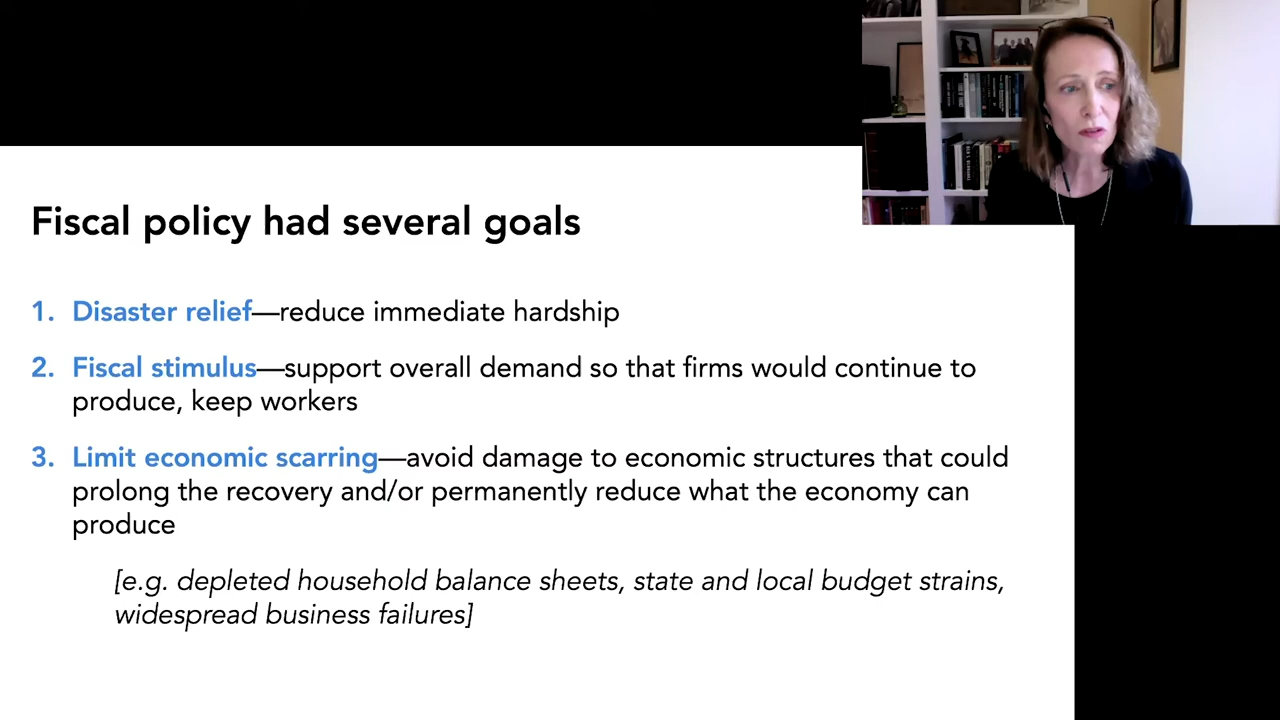 Fiscal policy had several goals
1. Disaster relief—reduce immediate hardship
2. Fiscal stimulus—support overall demand so that firms would continue to
produce, keep workers
3. Limit economic scarring—avoid damage to economic structures that could
prolong the recovery and/or permanently reduce what the economy can
produce
[e.g. depleted household balance sheets, state and local budget strains,
widespread business failures]